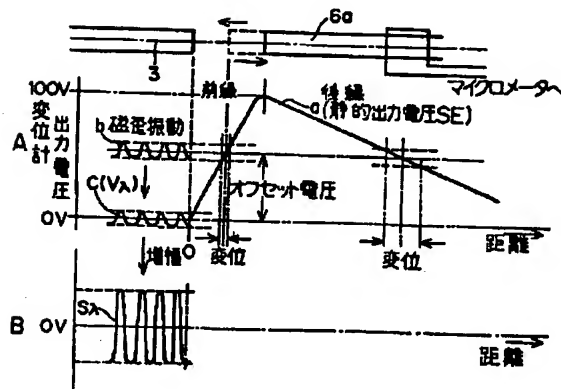 3
6a
マイクロメータへ
100V
前縁
後縁
a(静的出力電圧SE)
A
変位計
出力電圧
b 磁歪振動
c(Vλ)
オフセット電圧
0V
0
距離
増幅
変位
変位
Sλ
B 0V
距離